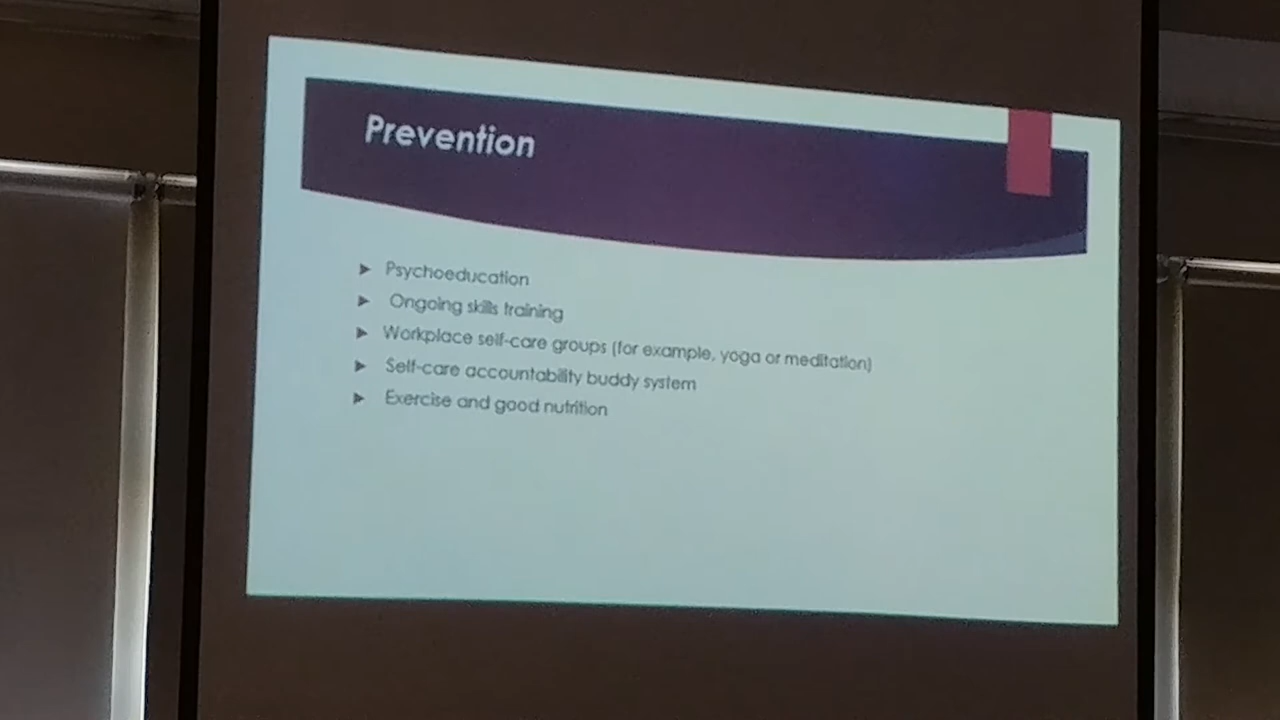 Prevention
Psychoeducation
Ongoing skills training
Workplace self-care groups (for example, yoga or meditation)
Self-care accountability buddy system
Exercise and good nutrition